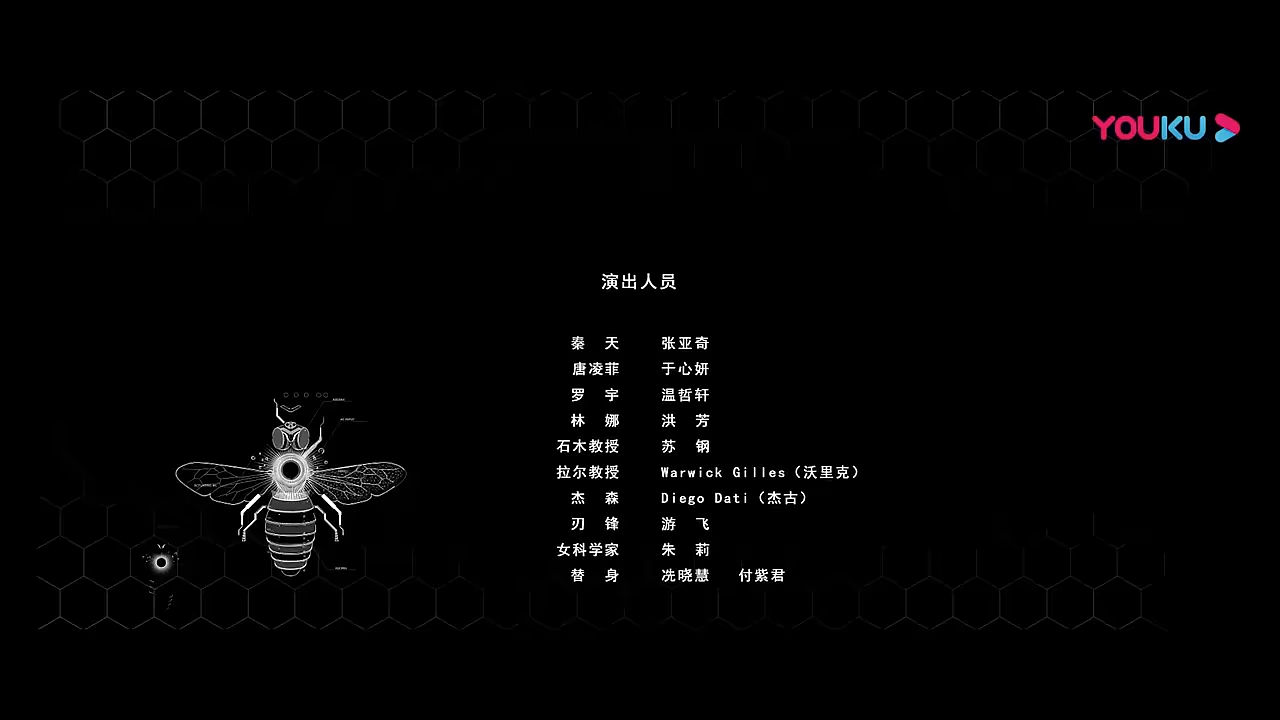 YOUKU
演出人员
秦 天 张亚奇
唐凌菲 于心妍
罗 宇 温哲轩
林 娜 洪 芳
石木教授 苏 钢
拉尔教授 Warwick Gilles（沃里克）
杰 森 Diego Dati（杰古）
刃 锋 游 飞
女科学家 朱 莉
替 身 冼晓慧 付紫君